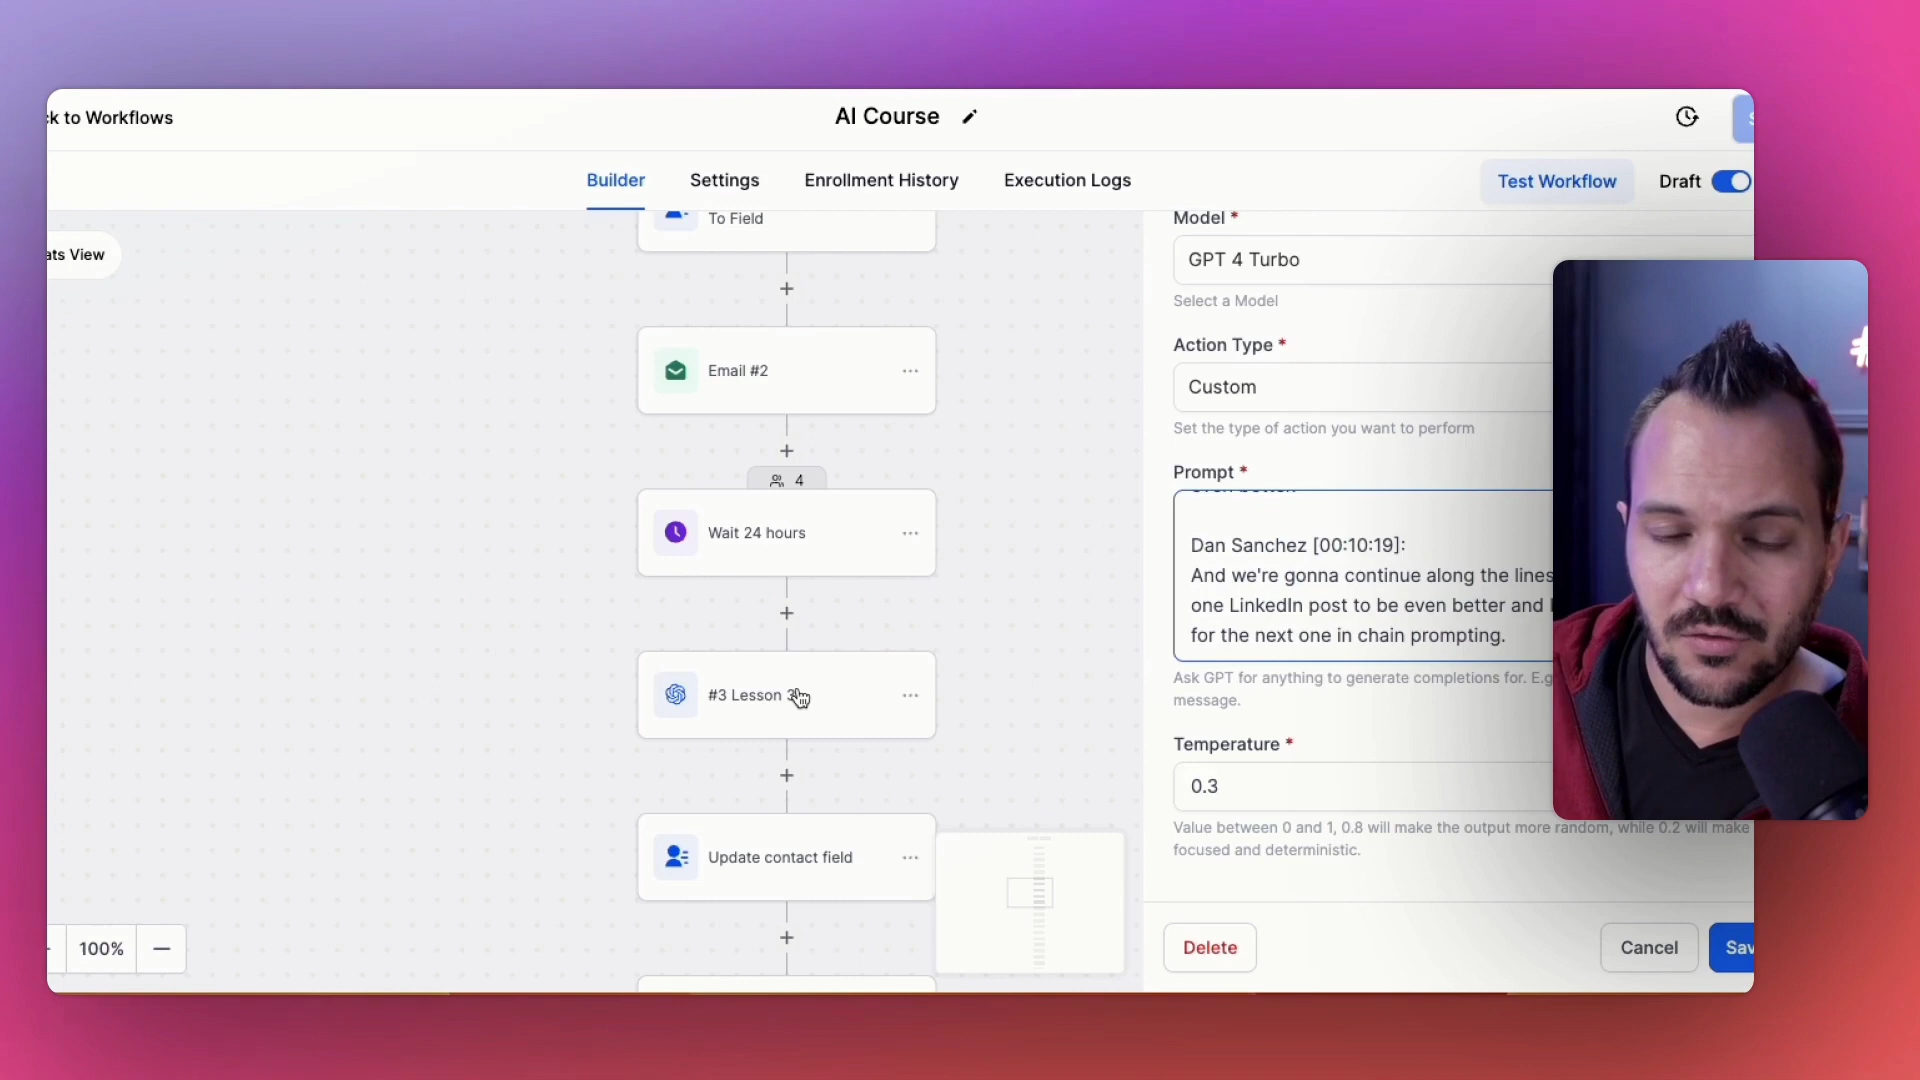 ck to Workflows
AI Course
Builder
Settings
Enrollment History
Execution Logs
Test Workflow
Draft
ats View
To Field
Email #2
4
Wait 24 hours
#3 Lesson 3
Update contact field
100%
Model *
GPT 4 Turbo
Select a Model
Action Type *
Custom
Set the type of action you want to perform
Prompt *
Dan Sanchez [00:10:19]:
And we're gonna continue along the lines
one LinkedIn post to be even better and
for the next one in chain prompting.
Ask GPT for anything to generate completions for. E.g
message.
Temperature *
0.3
Value between 0 and 1, 0.8 will make the output more random, while 0.2 will make
focused and deterministic.
Delete
Cancel
Sav